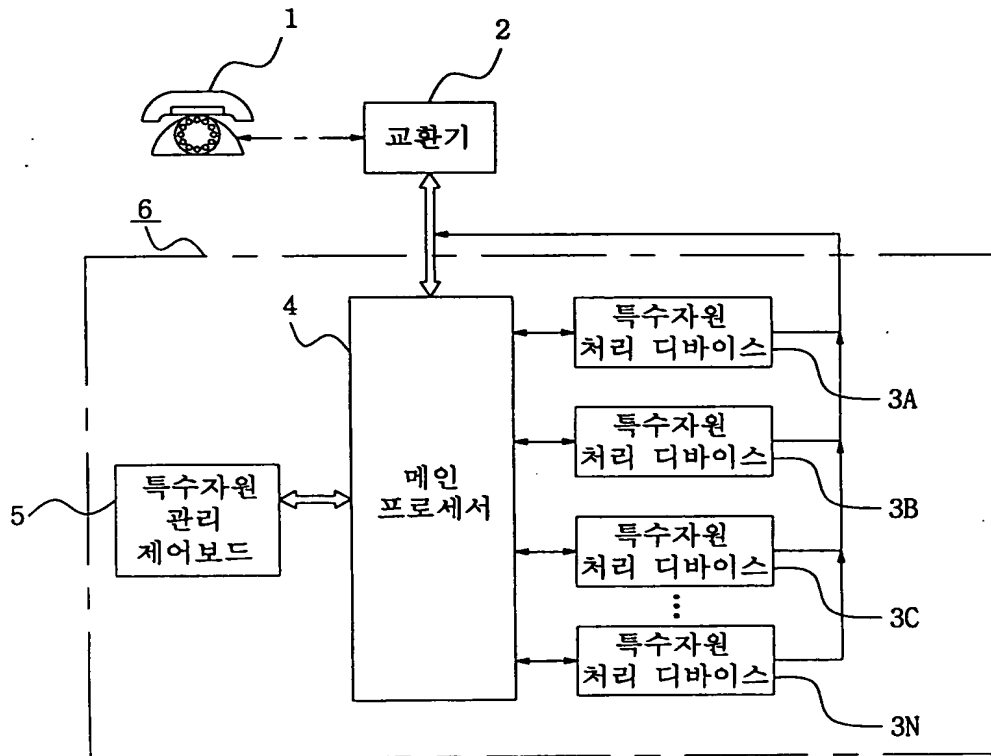 1
2
교환기
6
4
특수자원
처리 디바이스
3A
특수자원
처리 디바이스
3B
메인
프로세서
5
특수자원
관리
제어보드
특수자원
처리 디바이스
3C
특수자원
처리 디바이스
3N